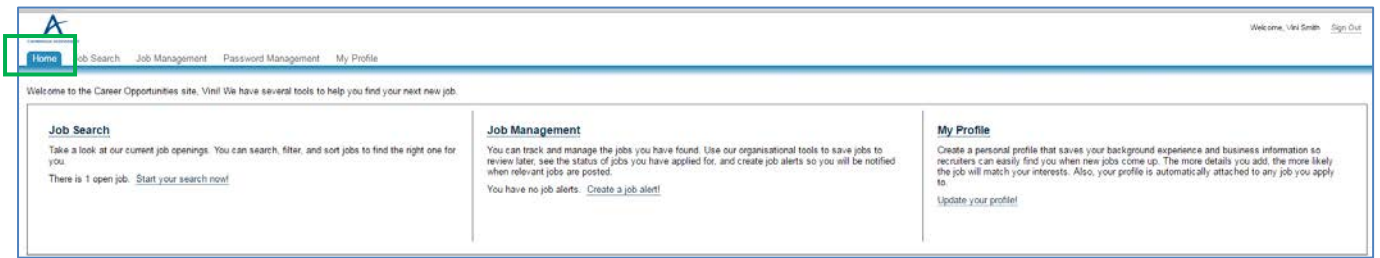 Welcome, Vini Smith Sign Out
Home Job Search Job Management Password Management My Profile
Welcome to the Career Opportunities site, Vini! We have several tools to help you find your next new job.
Job Search
Take a look at our current job openings. You can search, filter, and sort jobs to find the right one for
you.
There is 1 open job. Start your search now!
Job Management
You can track and manage the jobs you have found. Use our organisational tools to save jobs to
review later, see the status of jobs you have applied for, and create job alerts so you will be notified
when relevant jobs are posted.
You have no job alerts. Create a job alert!
My Profile
Create a personal profile that saves your background experience and business information so
recruiters can easily find you when new jobs come up. The more details you add, the more likely
the job will match your interests. Also, your profile is automatically attached to any job you apply
to.
Update your profile!